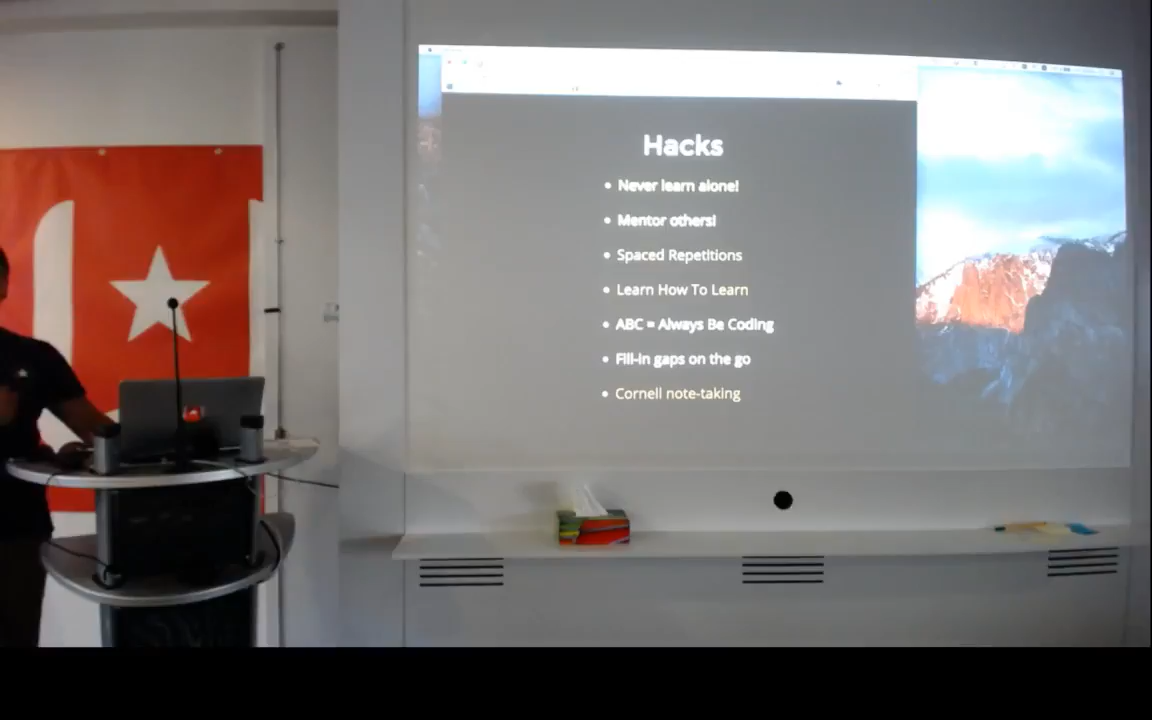 Hacks
Never learn alone!
Mentor others!
Spaced Repetitions
Learn How To Learn
ABC = Always Be Coding
Fill-in gaps on the go
Cornell note-taking